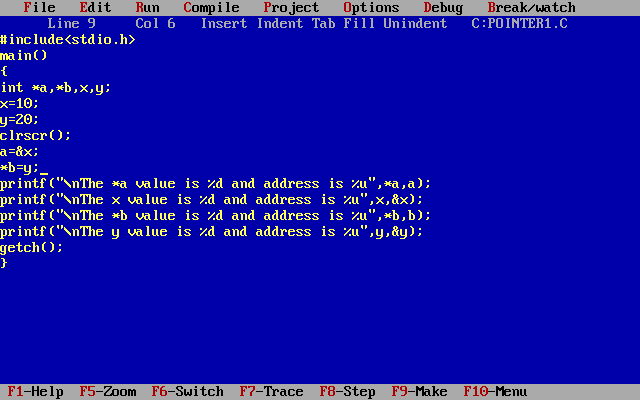 File Edit Run Compile Project Options Debug Break/watch
Line 9 Col 6 Insert Indent Tab Fill Unindent C:POINTER1.C
#include<stdio.h>
main()
{
int *a,*b,x,y;
x=10;
y=20;
clrscr();
a=&x;
*b=y;_
printf("\nThe *a value is %d and address is %u",*a,a);
printf("\nThe x value is %d and address is %u",x,&x);
printf("\nThe *b value is %d and address is %u",*b,b);
printf("\nThe y value is %d and address is %u",y,&y);
getch();
}
F1-Help F5-Zoom F6-Switch F7-Trace F8-Step F9-Make F10-Menu